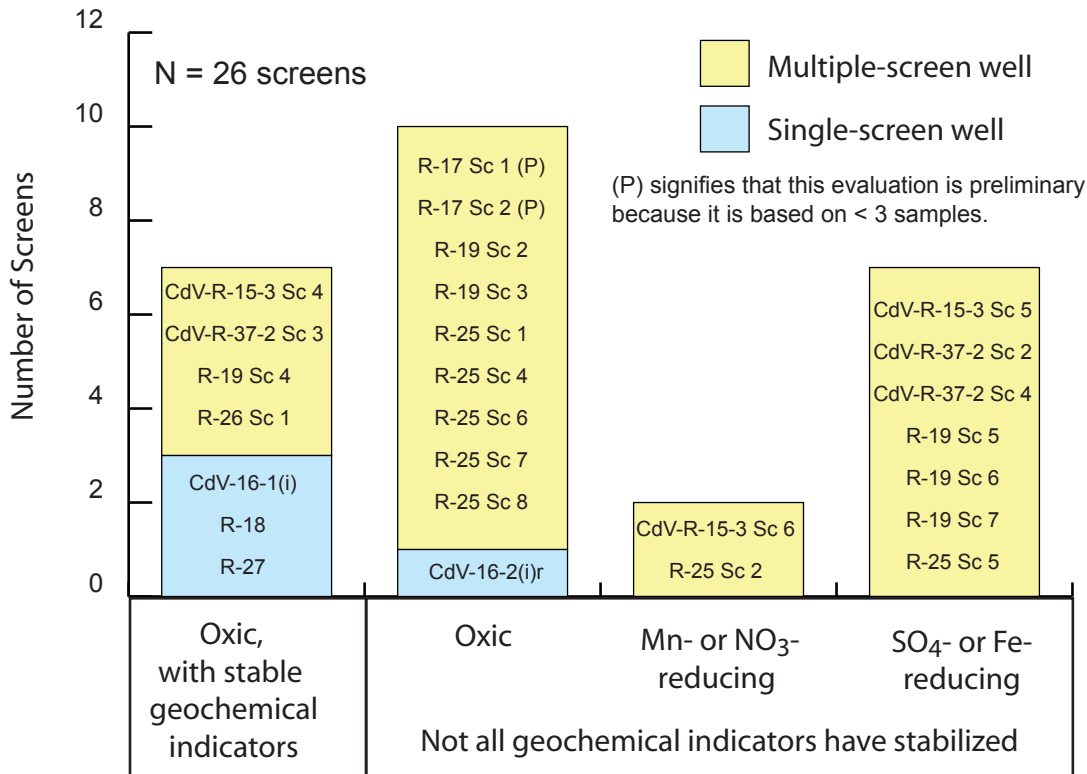 12
10
8
6
4
2
0
Number of Screens
N = 26 screens
Multiple-screen well
Single-screen well
(P) signifies that this evaluation is preliminary
because it is based on < 3 samples.
CdV-R-15-3 Sc 4
CdV-R-37-2 Sc 3
R-19 Sc 4
R-26 Sc 1
CdV-16-1(i)
R-18
R-27
R-17 Sc 1 (P)
R-17 Sc 2 (P)
R-19 Sc 2
R-19 Sc 3
R-25 Sc 1
R-25 Sc 4
R-25 Sc 6
R-25 Sc 7
R-25 Sc 8
CdV-16-2(i)r
CdV-R-15-3 Sc 6
R-25 Sc 2
CdV-R-15-3 Sc 5
CdV-R-37-2 Sc 2
CdV-R-37-2 Sc 4
R-19 Sc 5
R-19 Sc 6
R-19 Sc 7
R-25 Sc 5
Oxic,
with stable
geochemical
indicators
Oxic
Mn- or NO₃-
reducing
SO₄- or Fe-
reducing
Not all geochemical indicators have stabilized